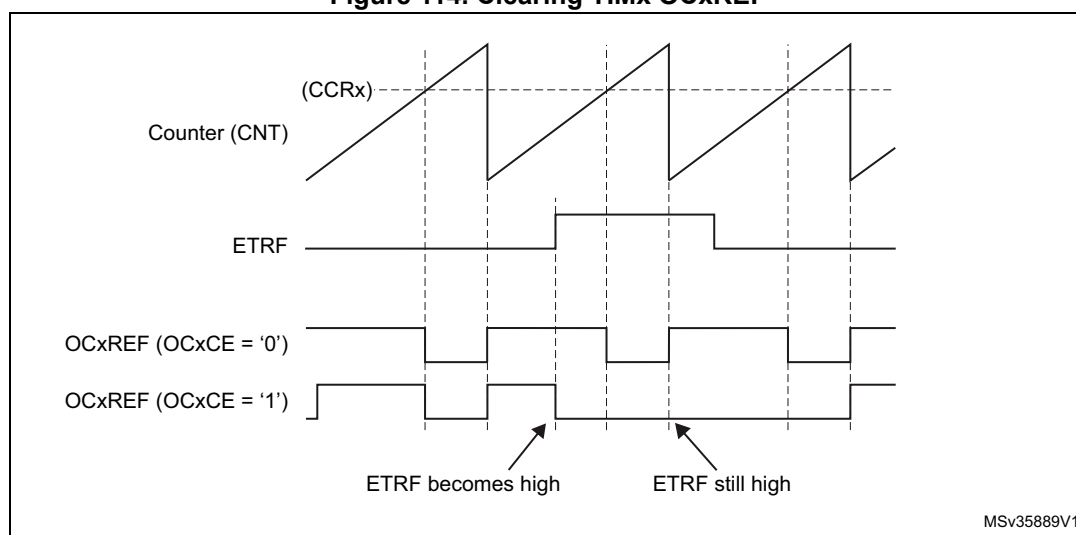 Figure 114. Clearing TIMx OCxREF
(CCRx)
Counter (CNT)
ETRF
OCxREF (OCxCE = ‘0’)
OCxREF (OCxCE = ‘1’)
ETRF becomes high
ETRF still high
MSv35889V1